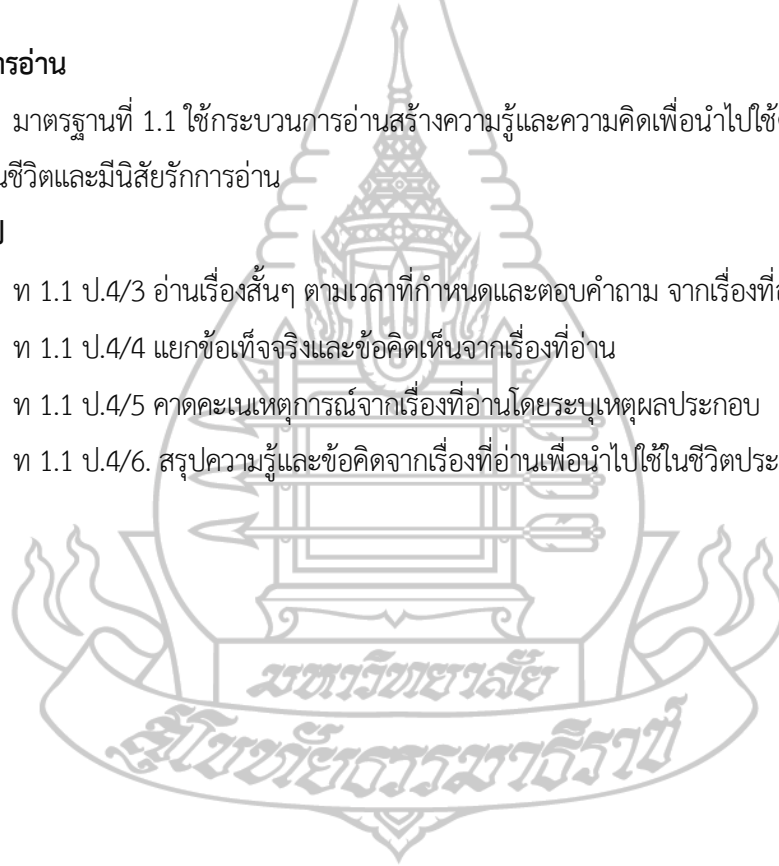 ารอ่าน
มาตรฐานที่ 1.1 ใช้กระบวนการอ่านสร้างความรู้และความคิดเพื่อนำไปใช้
นชีวิตและมีนิสัยรักการอ่าน
ท 1.1 ป.4/3 อ่านเรื่องสั้นๆ ตามเวลาที่กำหนดและตอบคำถาม จากเรื่องที่
ท 1.1 ป.4/4 แยกข้อเท็จจริงและข้อคิดเห็นจากเรื่องที่อ่าน
ท 1.1 ป.4/5 คาดคะเนเหตุการณ์จากเรื่องที่อ่านโดยระบุเหตุผลประกอบ
ท 1.1 ป.4/6. สรุปความรู้และข้อคิดจากเรื่องที่อ่านเพื่อนำไปใช้ในชีวิตประ
มหาวิทยาลัย
สุโขทัยธรรมาธิราช